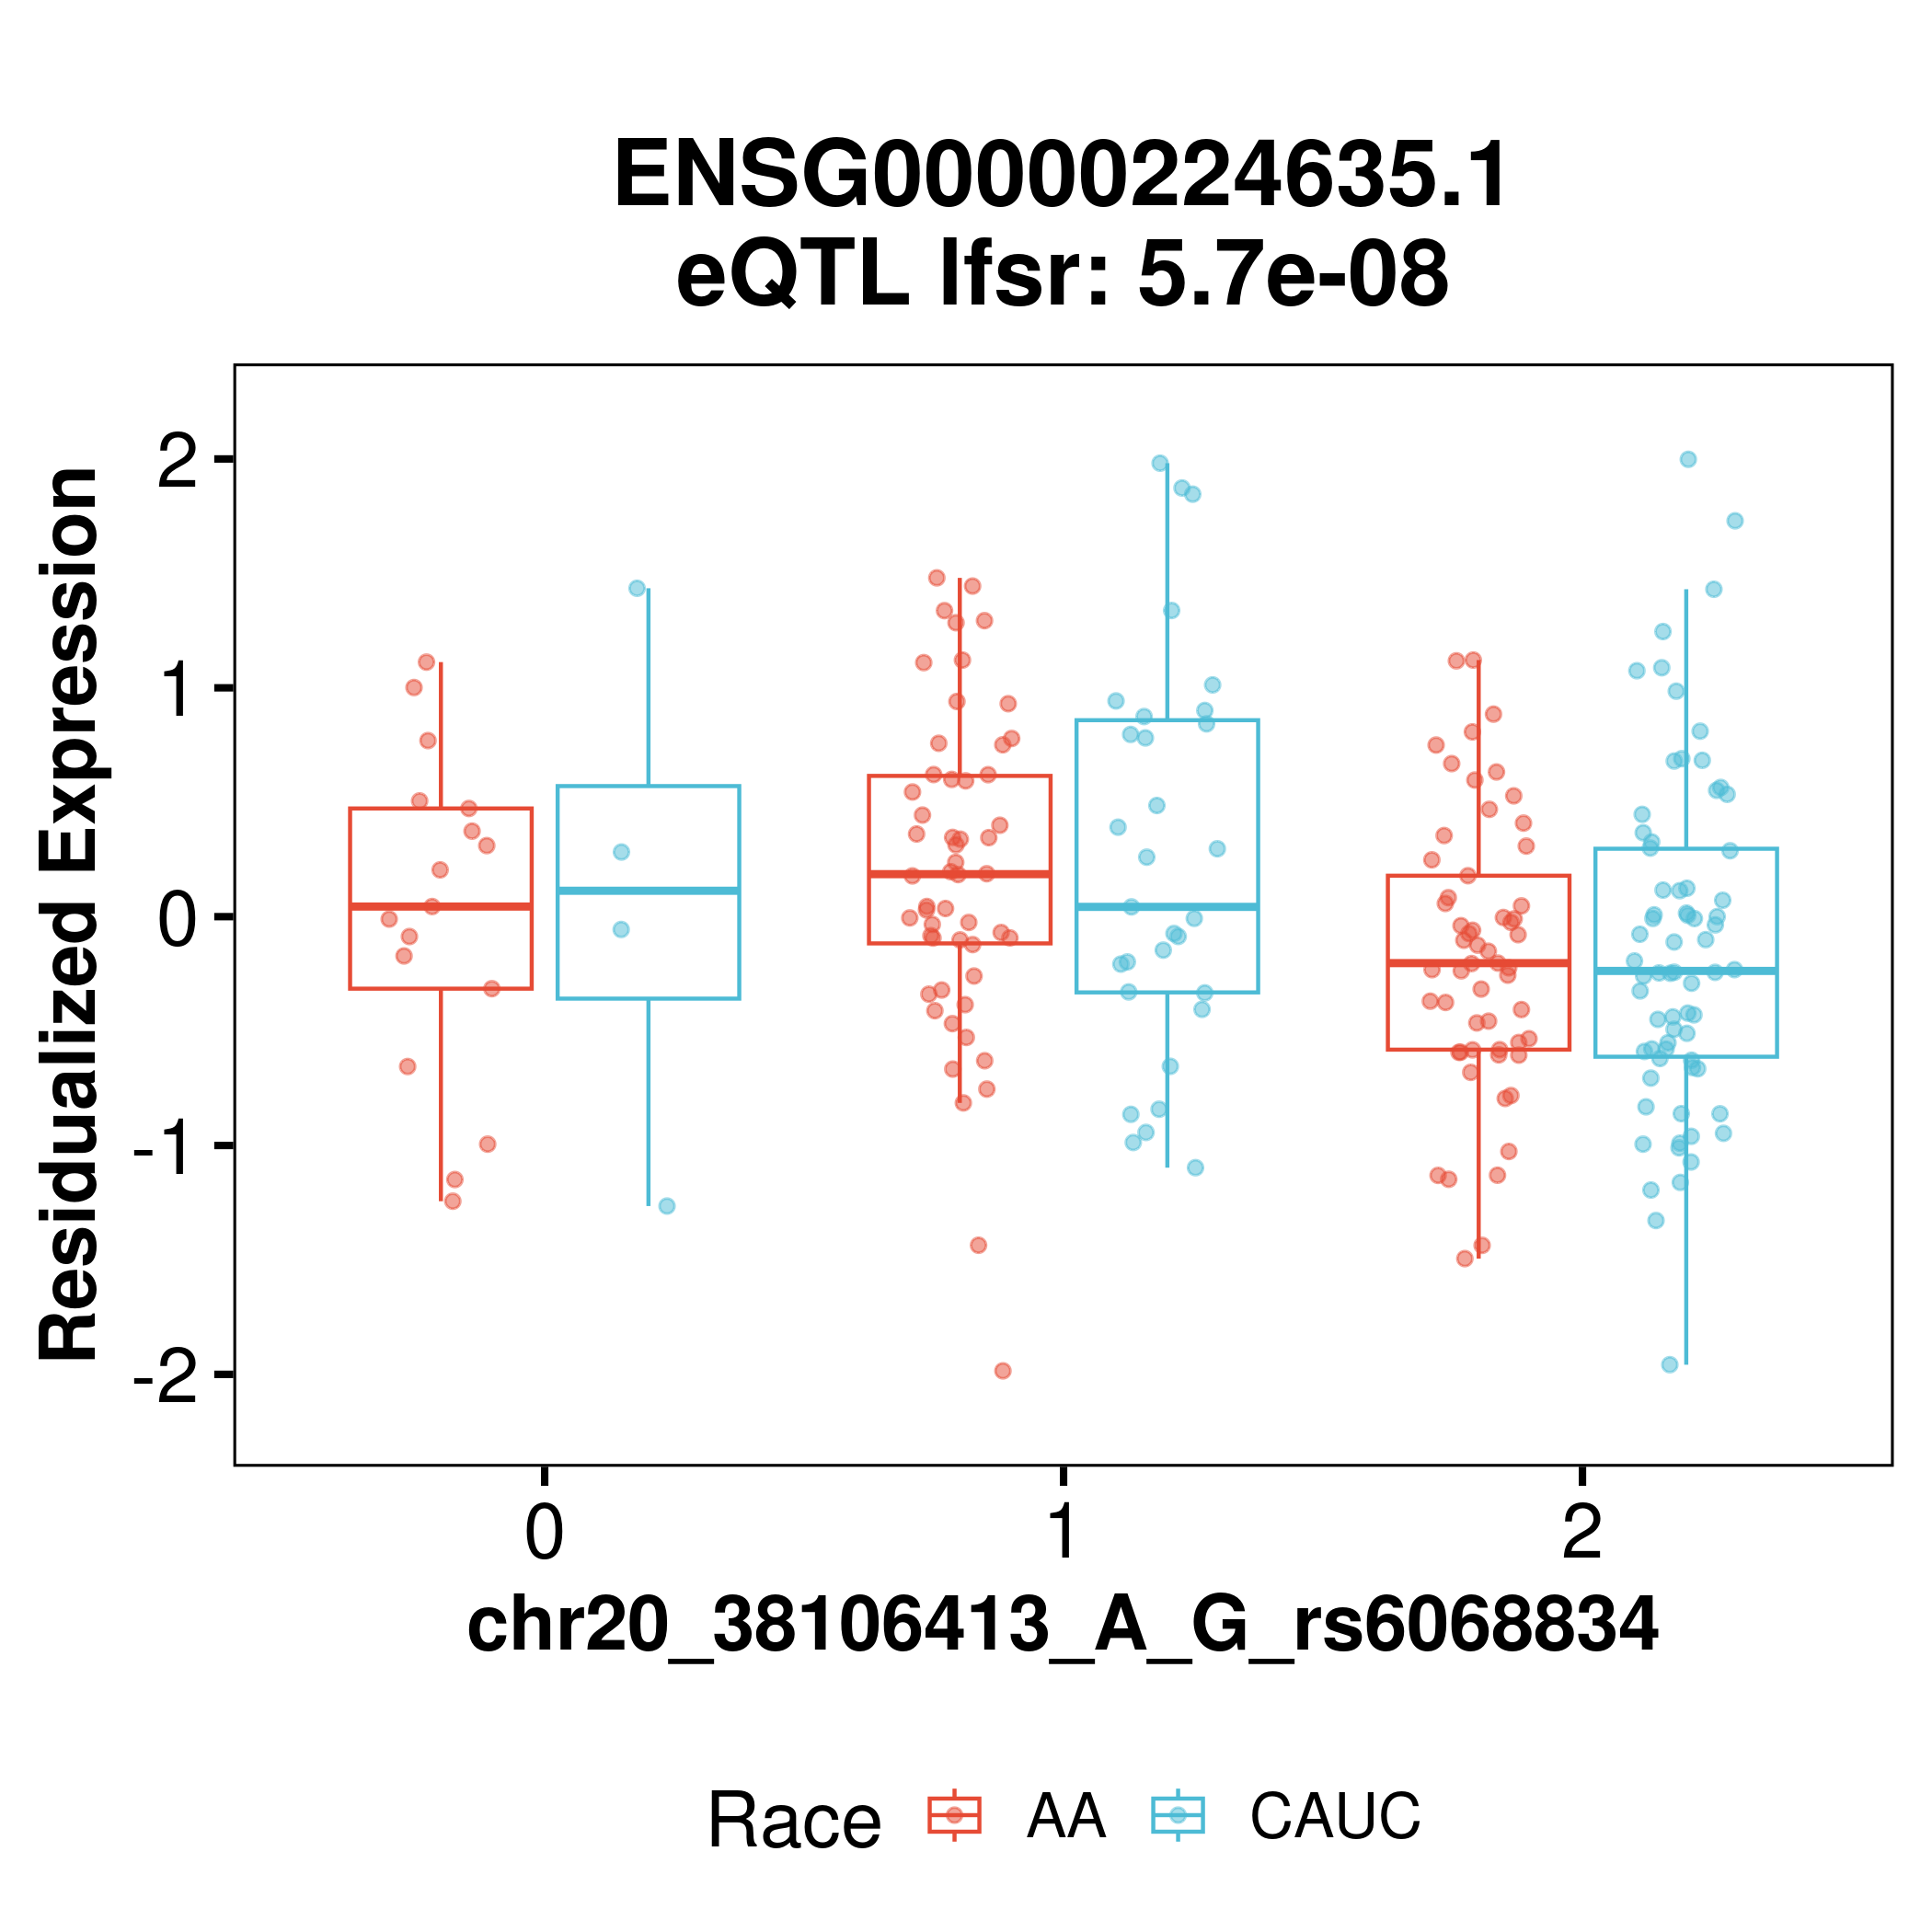 ENSG00000224635.1
eQTL lfsr: 5.7e-08
Residualized Expression
2
1
0
-1
-2
0 1 2
chr20_38106413_A_G_rs6068834
Race AA CAUC